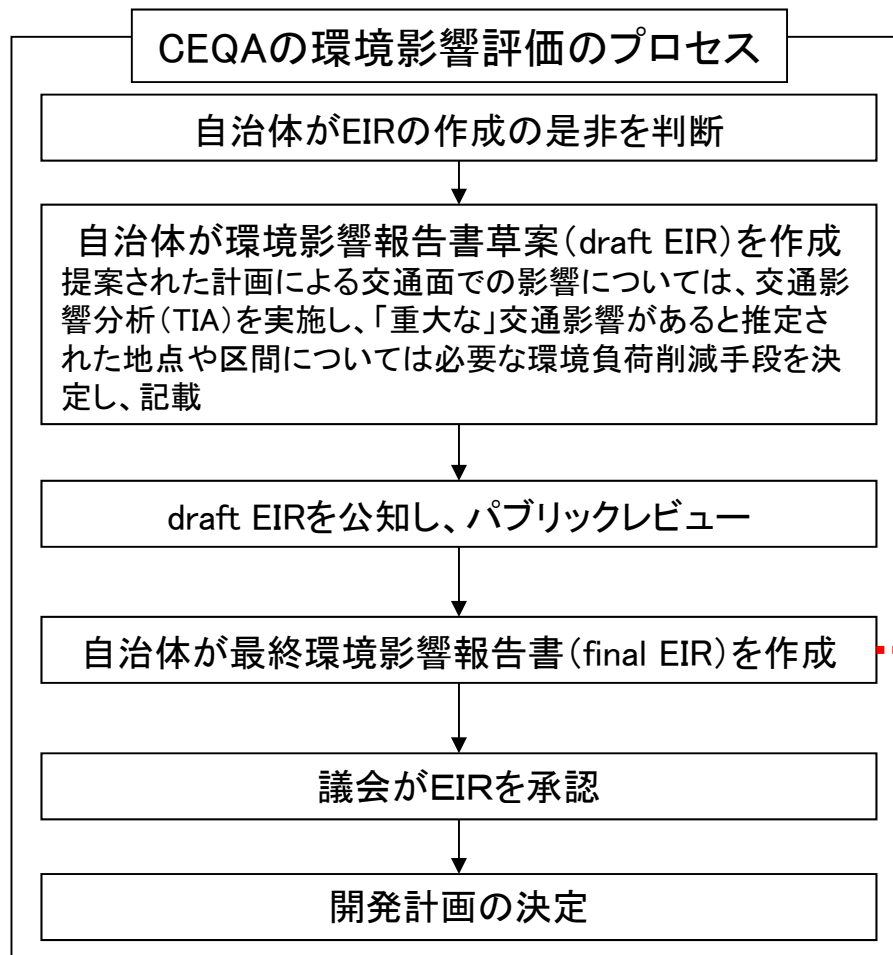 CEQAの環境影響評価のプロセス
自治体がEIRの作成の是非を判断
自治体が環境影響報告書草案(draft EIR)を作成
提案された計画による交通面での影響については、交通影
響分析(TIA)を実施し、「重大な」交通影響があると推定さ
れた地点や区間については必要な環境負荷削減手段を決
定し、記載
draft EIRを公知し、パブリックレビュー
自治体が最終環境影響報告書(final EIR)を作成
議会がEIRを承認
開発計画の決定